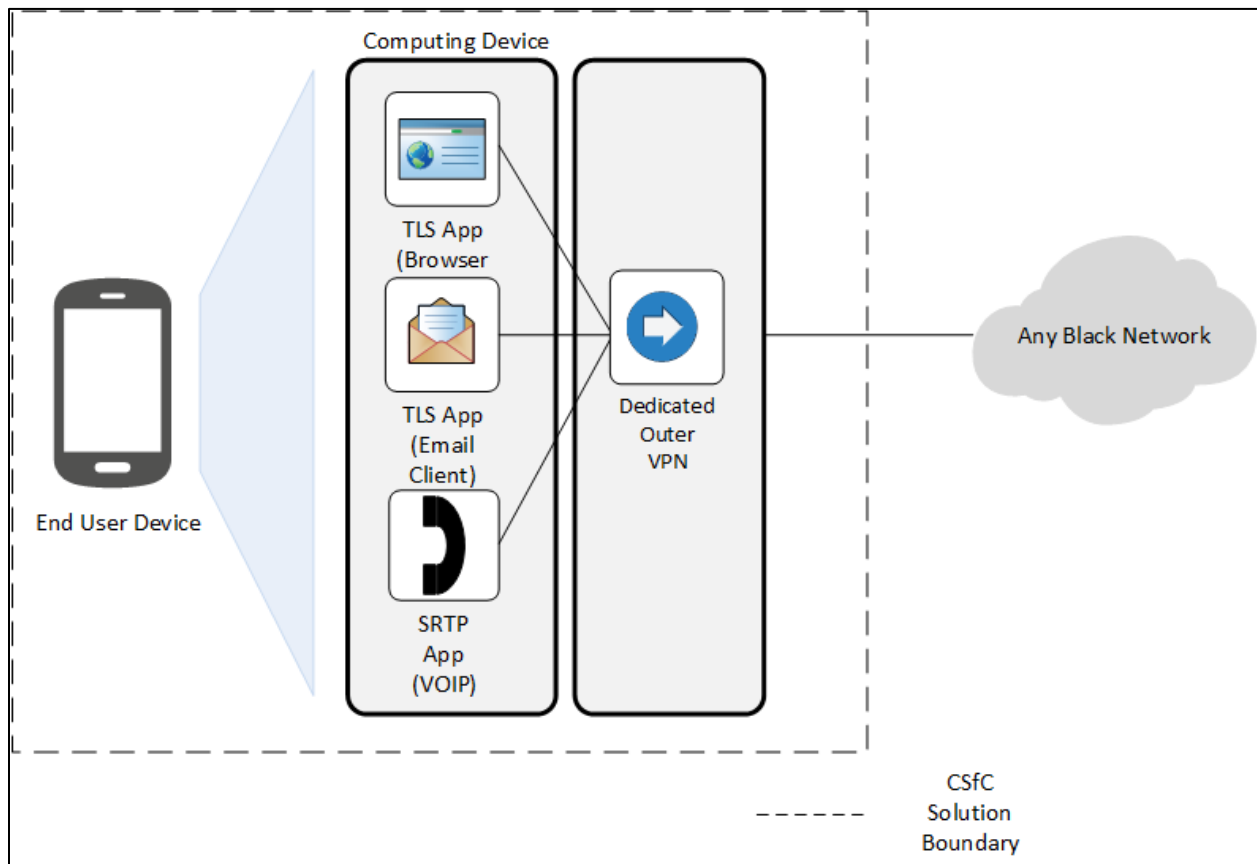 Computing Device
TLS App
(Browser
TLS App
(Email
Client)
SRTP
App
(VOIP)
Dedicated
Outer
VPN
End User Device
Any Black Network
CSfC
Solution
Boundary